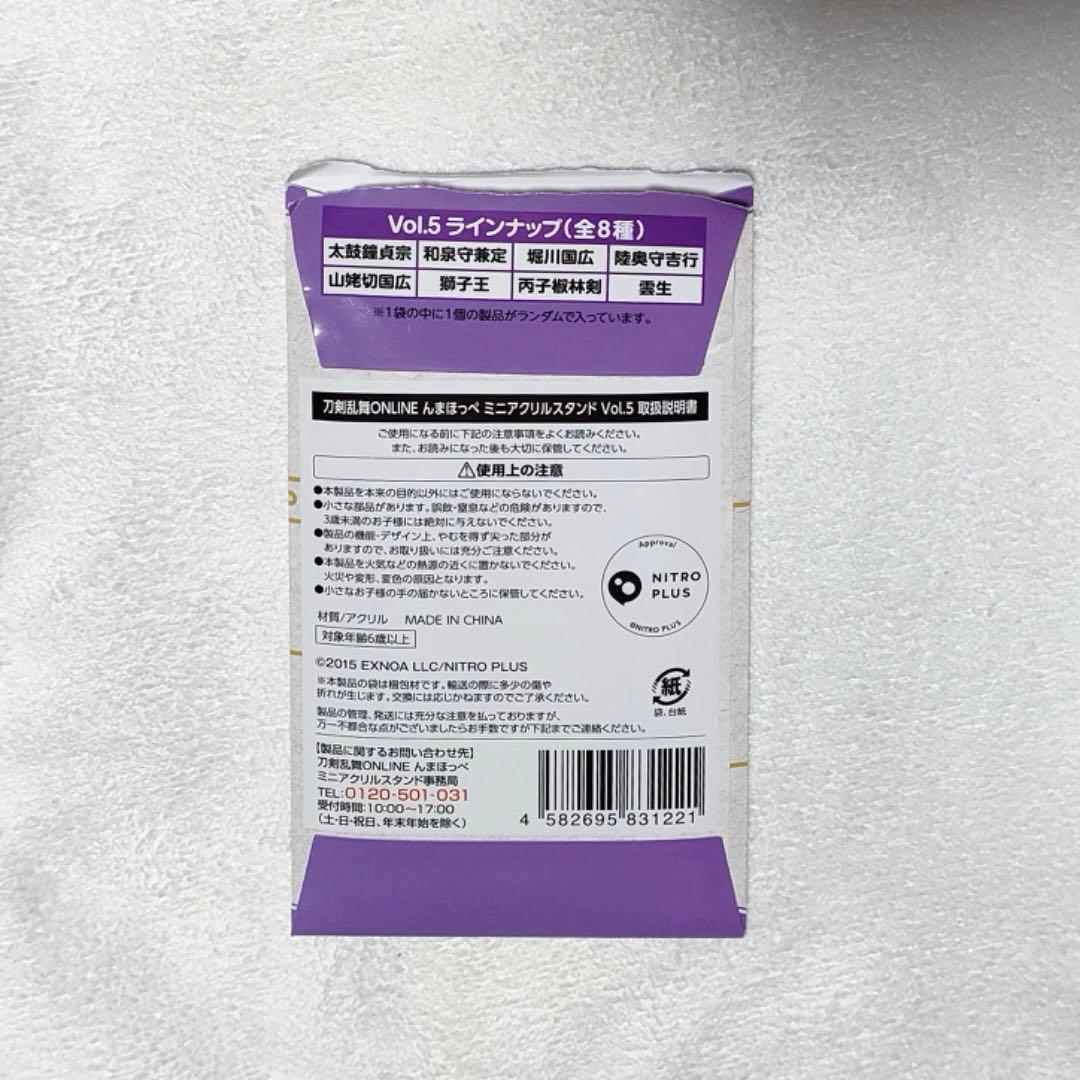 Vol.5 ラインナップ(全8種)
太鼓鐘貞宗 和泉守兼定 堀川国広 陸奥守吉行
山姥切国広 獅子王 丙子椒林剣 雲生
※1袋の中に1個の製品がランダムで入っています。
刀剣乱舞ONLINE んまほっぺ ミニアクリルスタンド Vol.5 取扱説明書
ご使用になる前に下記の注意事項をよくお読みください。
また、お読みになった後も大切に保管してください。
⚠使用上の注意
●本製品を本来の目的以外にはご使用にならないでください。
●小さな部品があります。誤飲・窒息などの危険がありますので、
3歳未満のお子様には絶対に与えないでください。
●製品の機能・デザイン上、やむを得ず尖った部分が
ありますので、お取り扱いには充分ご注意ください。
●本製品を火気などの熱源の近くに置かないでください。
火災や変形、変色の原因となります。
●小さなお子様の手の届かないところに保管してください。
Approval
NITRO
PLUS
©NITRO PLUS
材質/アクリル MADE IN CHINA
対象年齢6歳以上
©2015 EXNOA LLC/NITRO PLUS
※本製品の袋は梱包材です。輸送の際に多少の傷や
折れが生じます。交換には応じかねますのでご了承ください。
紙
袋、台紙
製品の管理、発送には充分な注意を払っておりますが、
万一不都合な点がございましたらお手数ですが下記までご連絡ください。
【製品に関するお問い合わせ先】
刀剣乱舞ONLINE んまほっぺ
ミニアクリルスタンド事務局
TEL:0120-501-031
受付時間:10:00〜17:00
(土・日・祝日、年末年始を除く)
4 582695 831221